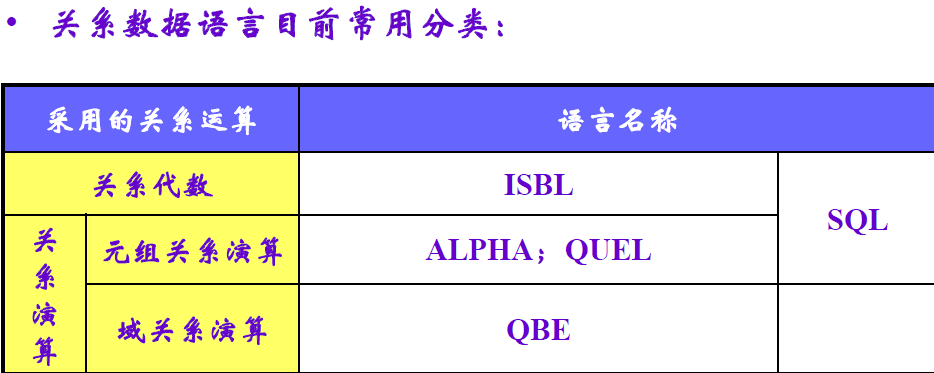 • 关系数据语言目前常用分类：
采用的关系运算 语言名称
关系代数 ISBL SQL
关系演算 元组关系演算 ALPHA；QUEL
域关系演算 QBE